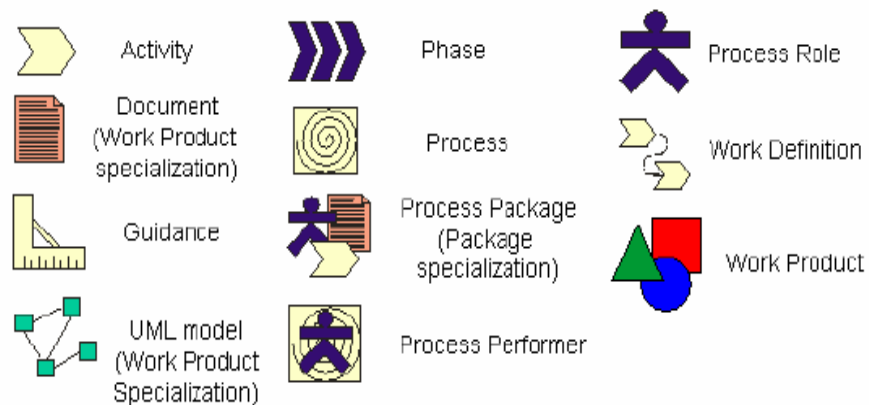 Activity
Document
(Work Product
specialization)
Guidance
UML model
(Work Product
Specialization)
Phase
Process
Process Package
(Package
specialization)
Process Performer
Process Role
Work Definition
Work Product